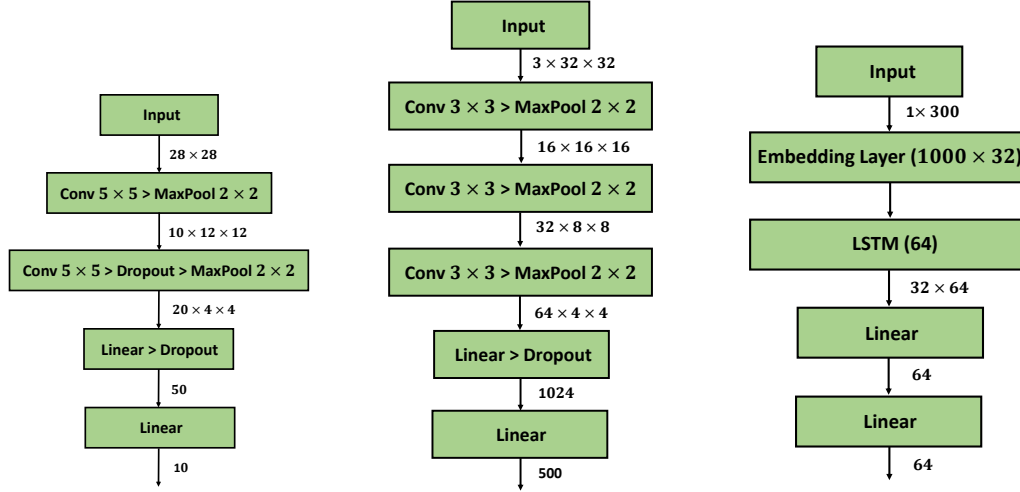 Input
28 × 28
Conv 5 × 5 > MaxPool 2 × 2
10 × 12 × 12
Conv 5 × 5 > Dropout > MaxPool 2 × 2
20 × 4 × 4
Linear > Dropout
50
Linear
10
Input
3 × 32 × 32
Conv 3 × 3 > MaxPool 2 × 2
16 × 16 × 16
Conv 3 × 3 > MaxPool 2 × 2
32 × 8 × 8
Conv 3 × 3 > MaxPool 2 × 2
64 × 4 × 4
Linear > Dropout
1024
Linear
500
Input
1× 300
Embedding Layer (1000 × 32)
LSTM (64)
32 × 64
Linear
64
Linear
64